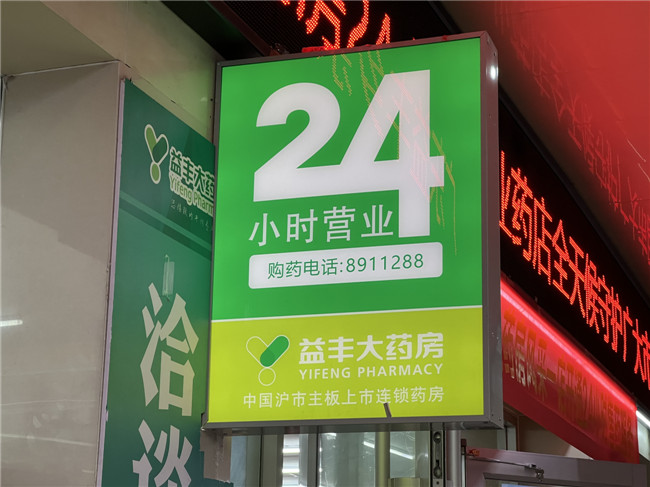 24
小时营业
购药电话:8911288
益丰大药房
YIFENG PHARMACY
中国沪市主板上市连锁药房
益丰大药
Yifeng Pharm
洽谈
业药店全天候守护广大市